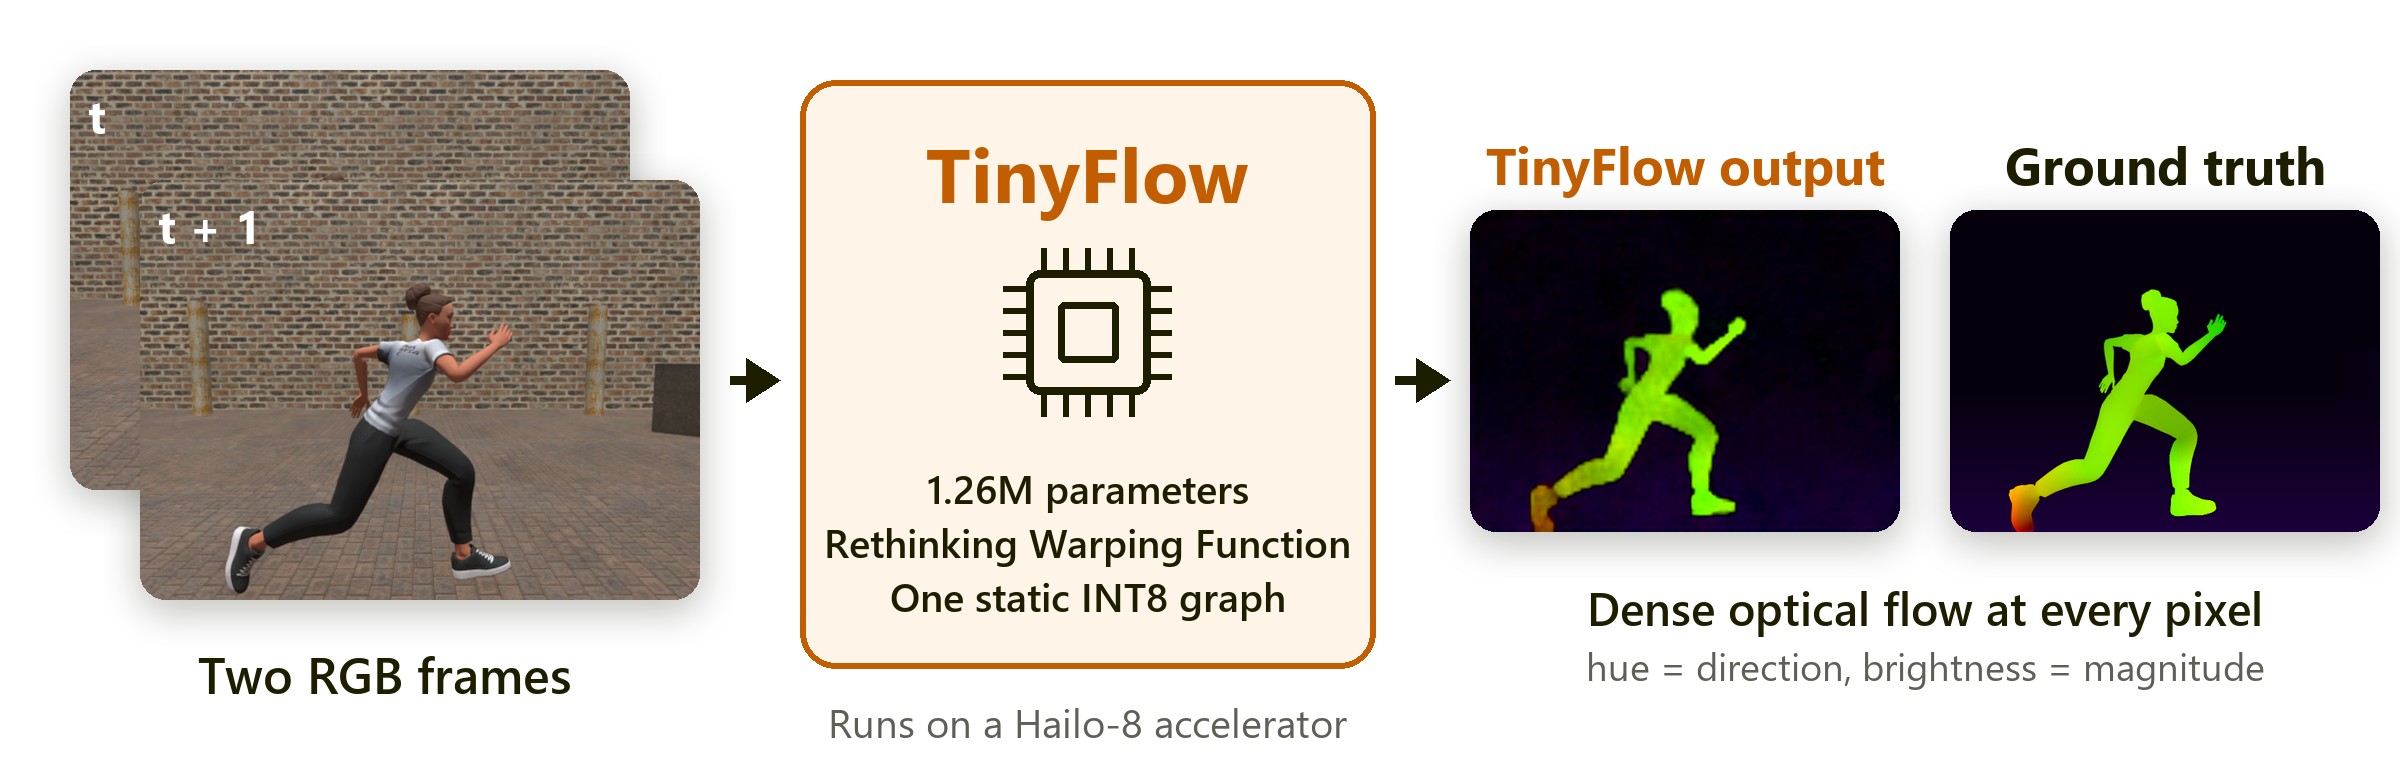 t
t + 1
Two RGB frames
TinyFlow
1.26M parameters
Rethinking Warping Function
One static INT8 graph
Runs on a Hailo-8 accelerator
TinyFlow output
Ground truth
Dense optical flow at every pixel
hue = direction, brightness = magnitude